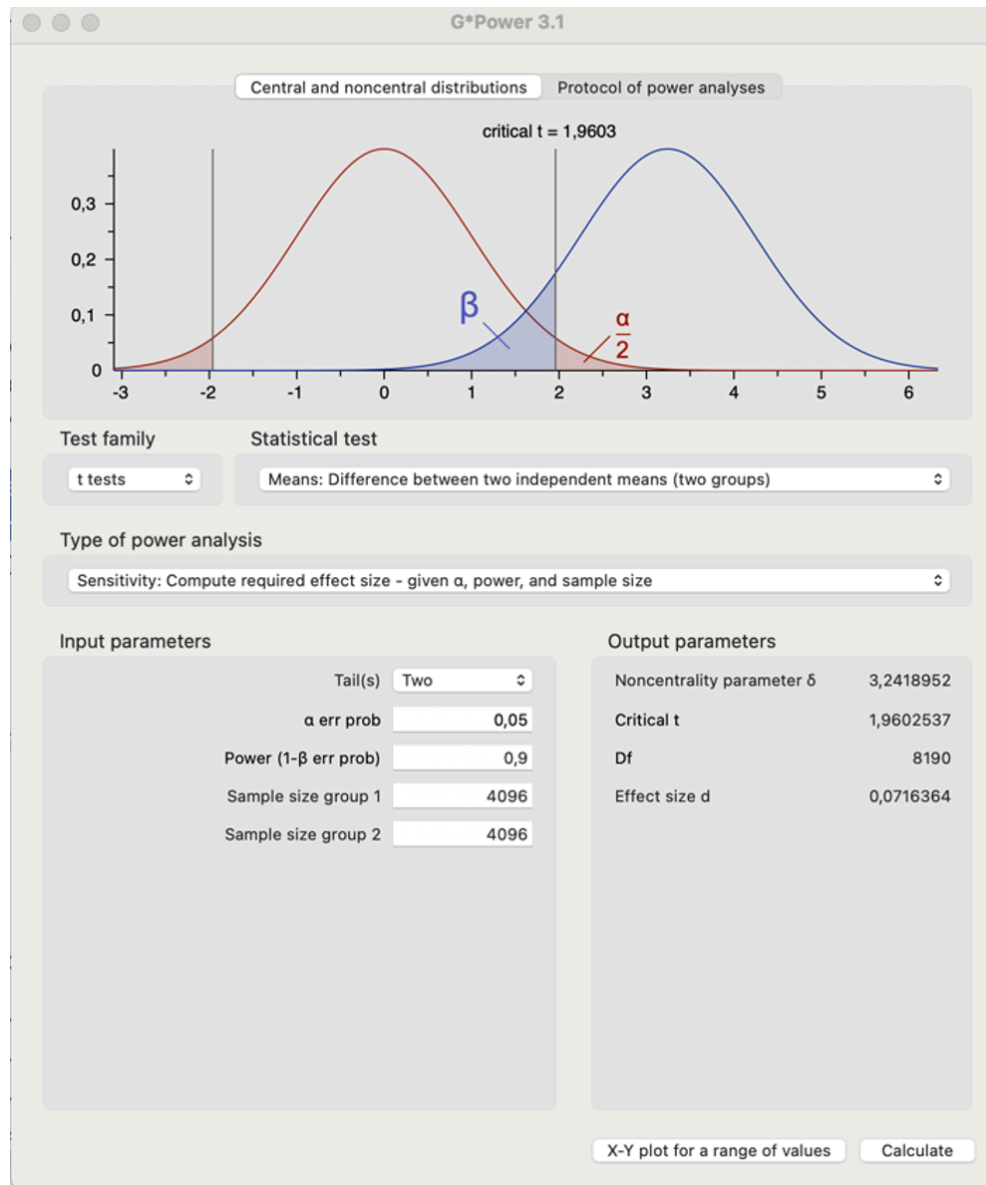 G*Power 3.1
Central and noncentral distributions Protocol of power analyses
critical t = 1,9603
0,3
0,2
0,1
0
β
α
2
-3 -2 -1 0 1 2 3 4 5 6
Test family Statistical test
t tests Means: Difference between two independent means (two groups)
Type of power analysis
Sensitivity: Compute required effect size - given α, power, and sample size
Input parameters Output parameters
Tail(s) Two Noncentrality parameter δ 3,2418952
α err prob 0,05 Critical t 1,9602537
Power (1-β err prob) 0,9 Df 8190
Sample size group 1 4096 Effect size d 0,0716364
Sample size group 2 4096
X-Y plot for a range of values Calculate